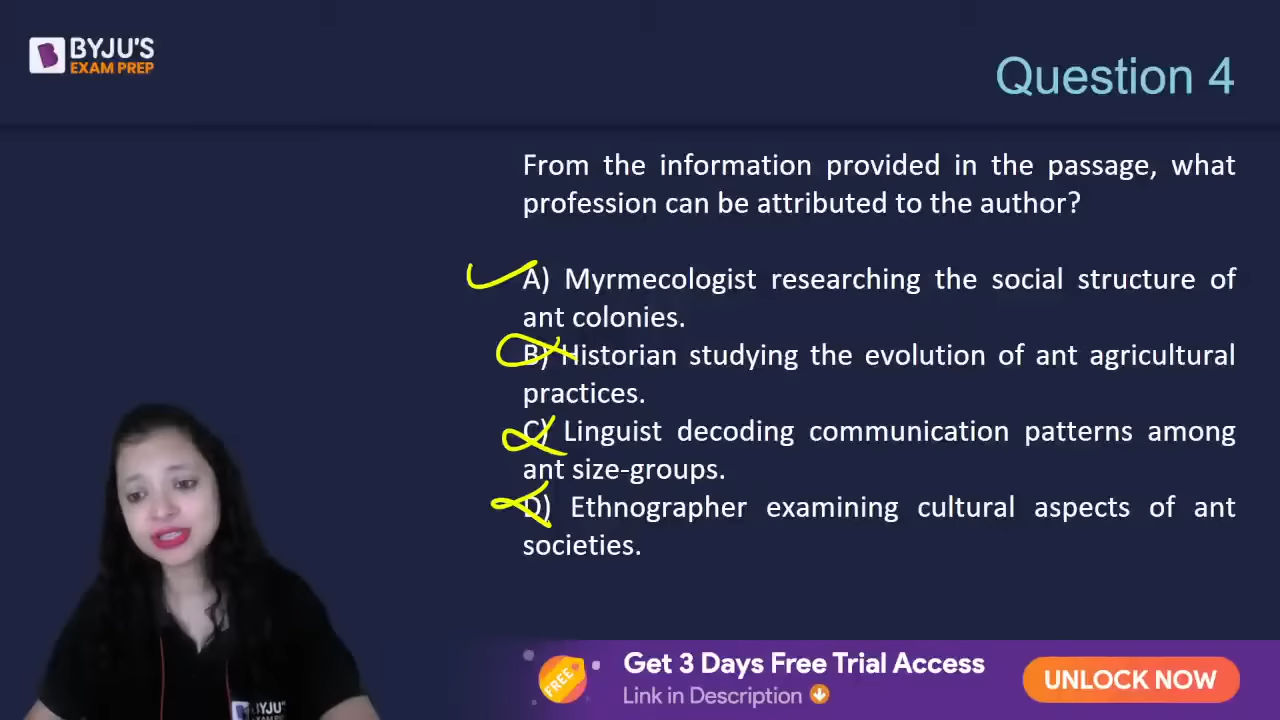 BYJU'S
EXAM PREP
Question 4
From the information provided in the passage, what
profession can be attributed to the author?
A) Myrmecologist researching the social structure of
ant colonies.
B) Historian studying the evolution of ant agricultural
practices.
C) Linguist decoding communication patterns among
ant size-groups.
D) Ethnographer examining cultural aspects of ant
societies.
BYJU'S
EXAM PREP
FREE
Get 3 Days Free Trial Access
Link in Description
UNLOCK NOW